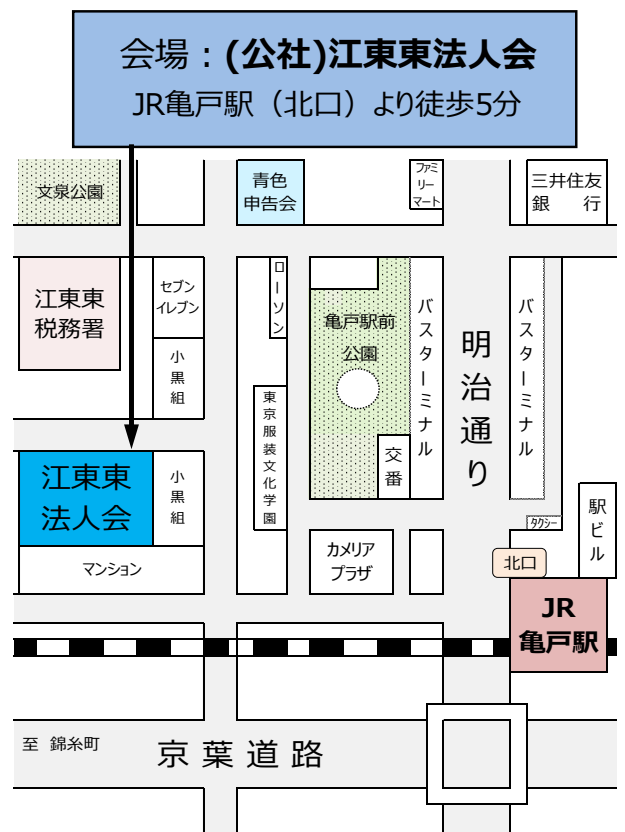 会場：(公社)江東東法人会
JR亀戸駅（北口）より徒歩5分
文泉公園
青色
申告会
ファミ
リー
マート
三井住友
銀　行
江東東
税務署
セブン
イレブン
小黒組
ローソン
亀戸駅前
公園
バスターミナル
明治通り
バスターミナル
東京服装文化学園
交番
江東東
法人会
小黒組
マンション
カメリア
プラザ
タクシー
駅ビル
北口
JR
亀戸駅
至 錦糸町
京葉道路